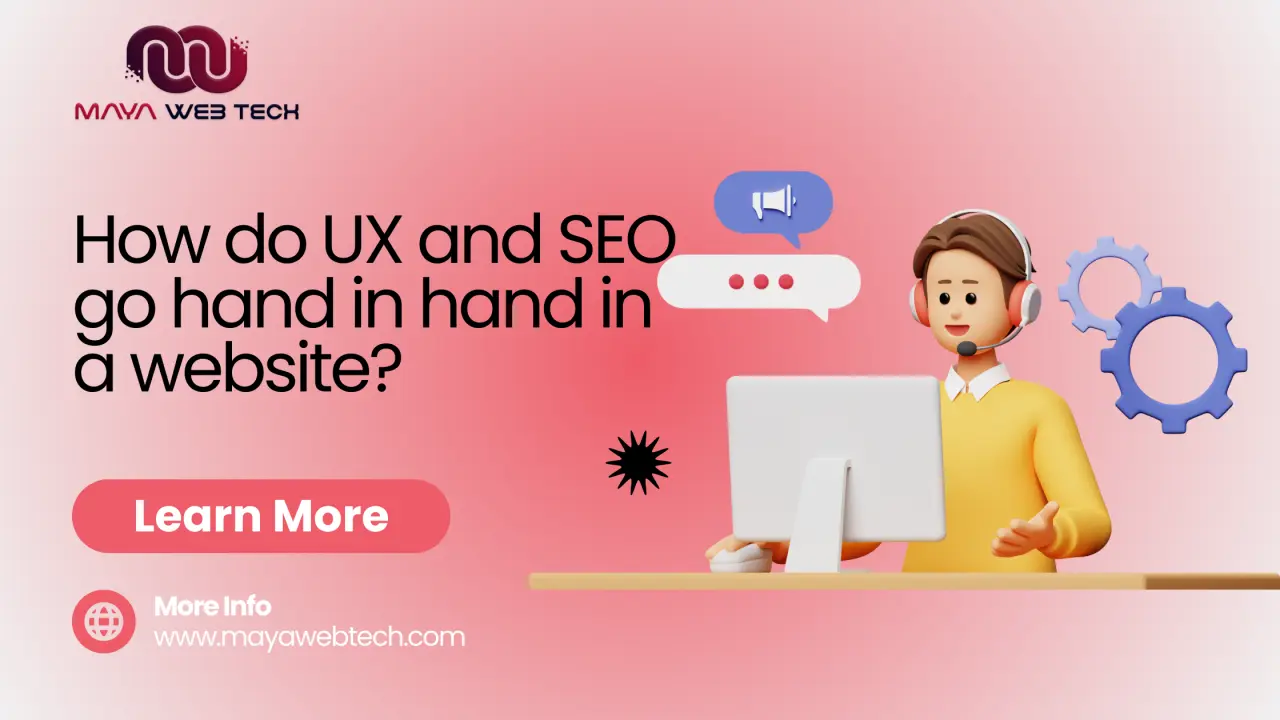 MAYA WEB TECH
How do UX and SEO
go hand in hand in
a website?
Learn More
More Info
www.mayawebtech.com